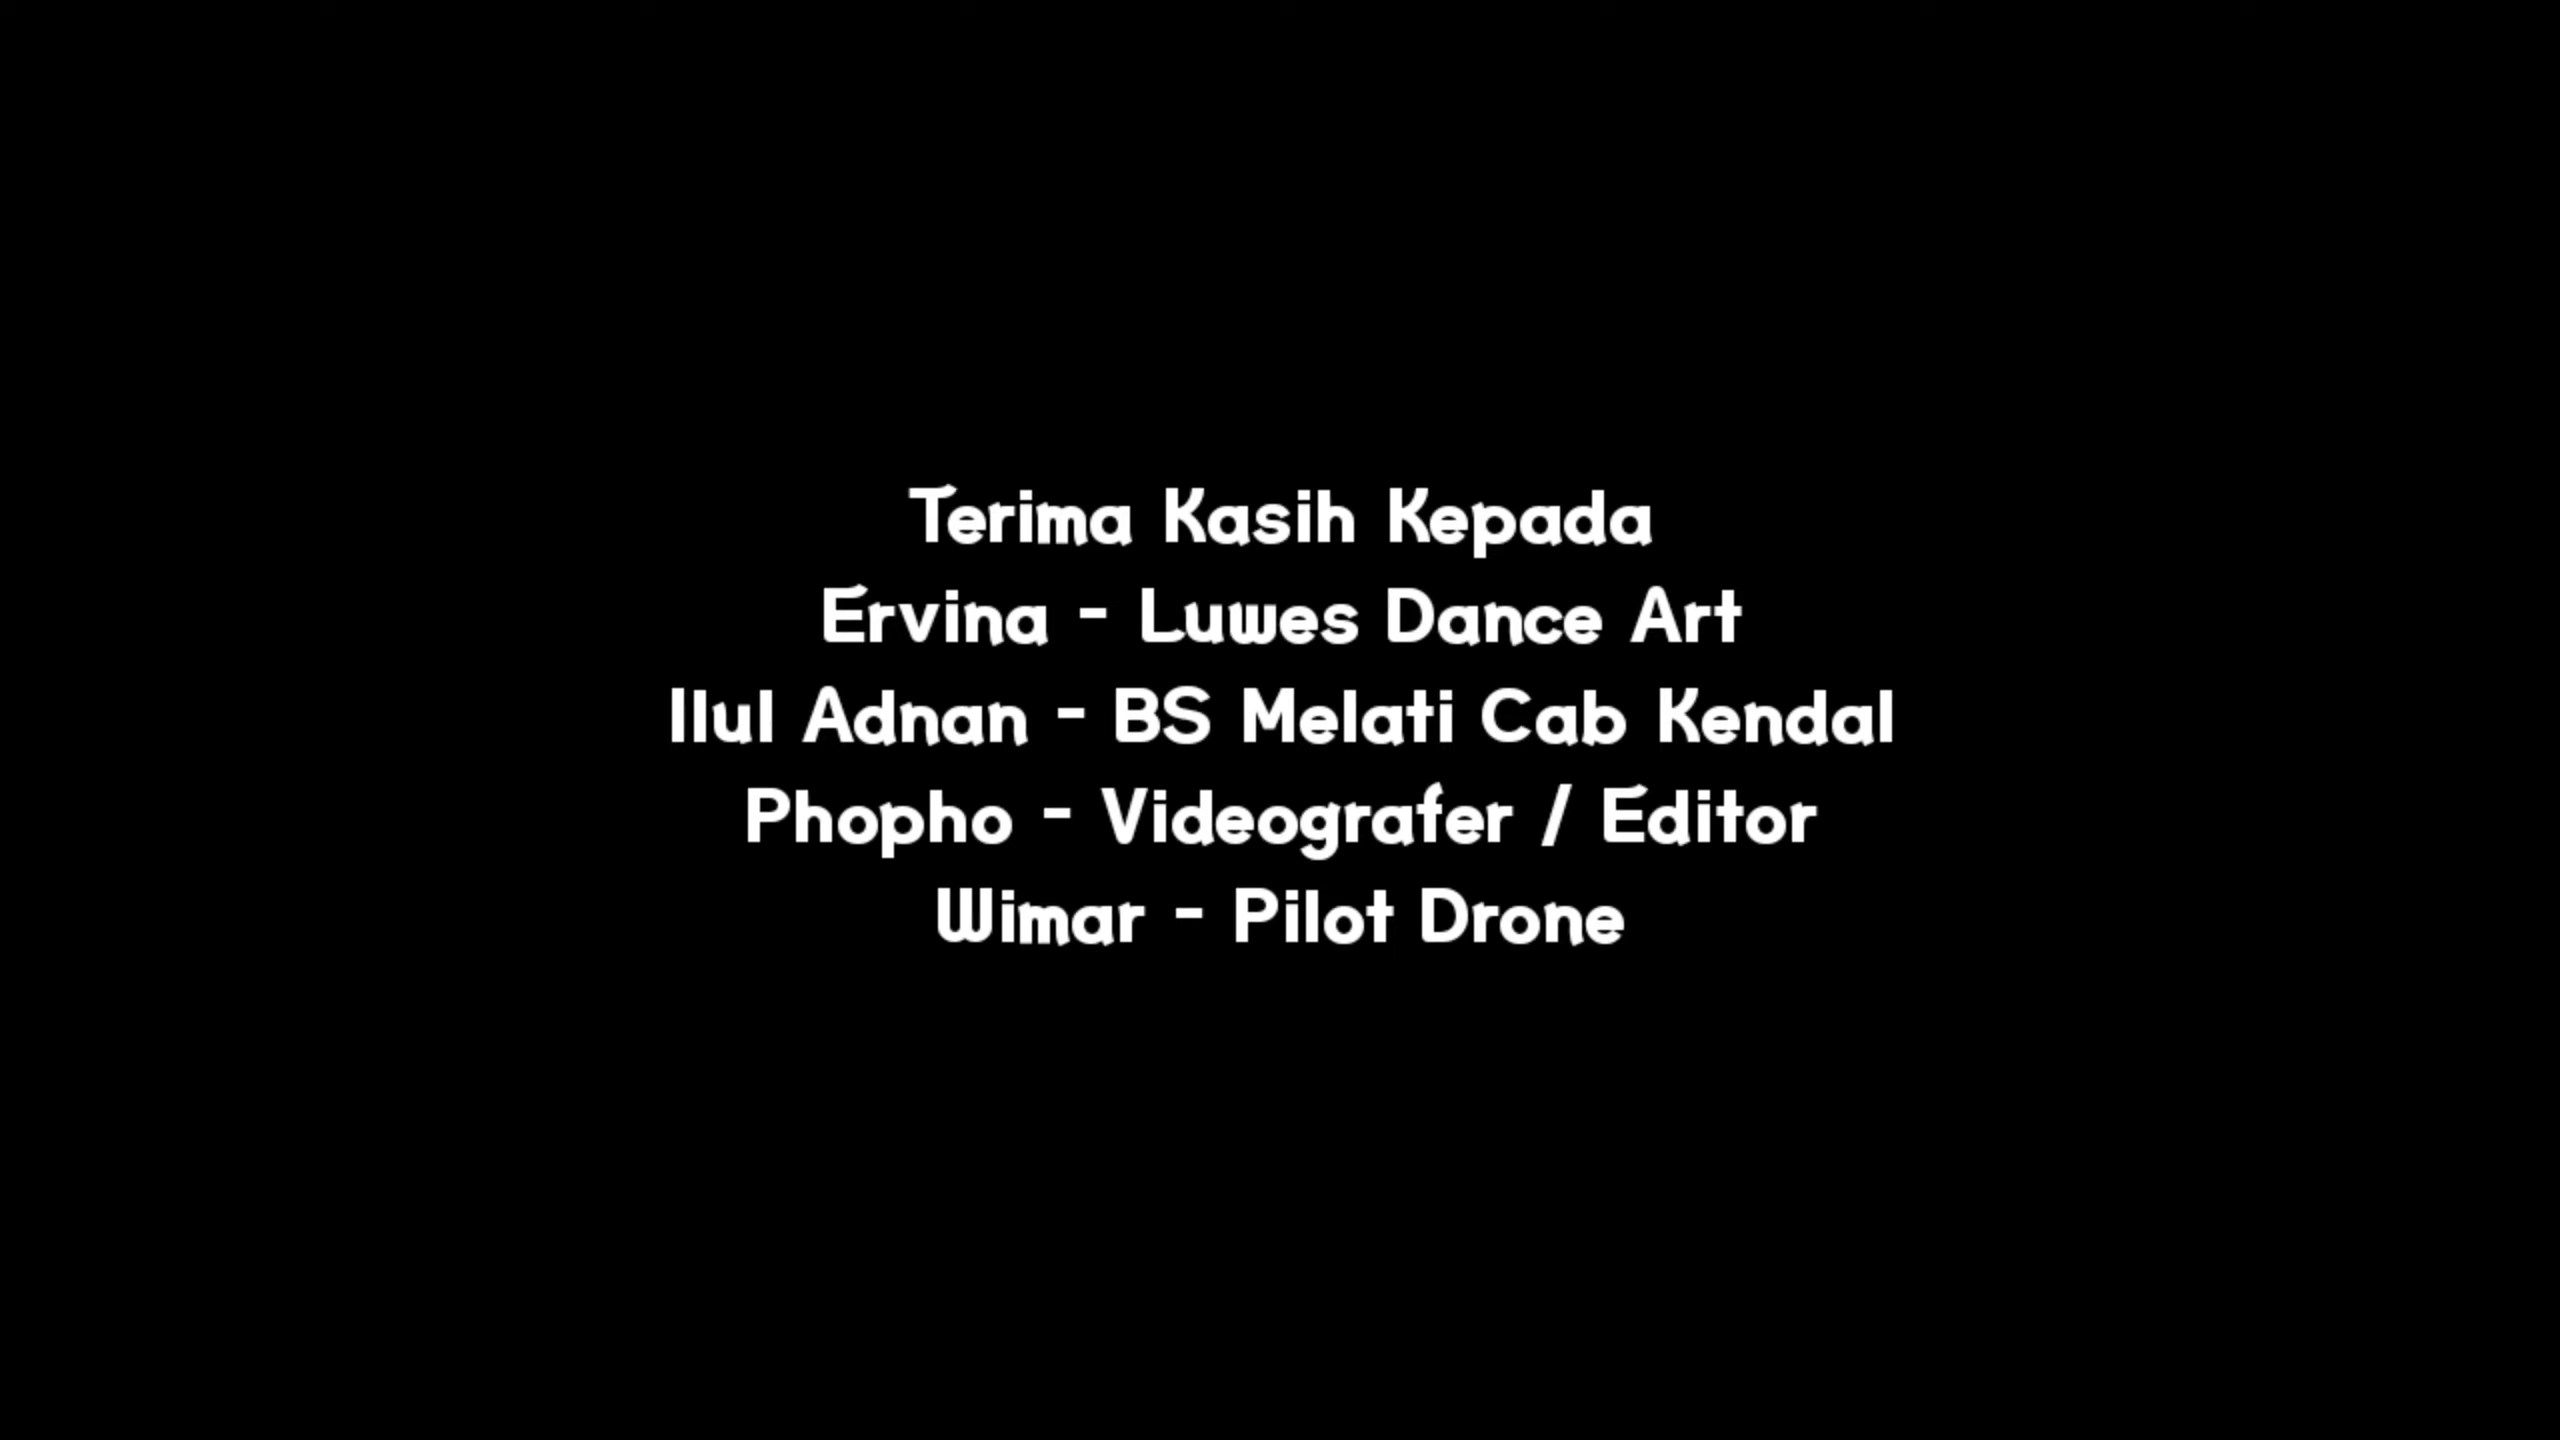 Terima Kasih Kepada
Ervina - Luwes Dance Art
Ilul Adnan - BS Melati Cab Kendal
Phopho - Videografer / Editor
Wimar - Pilot Drone